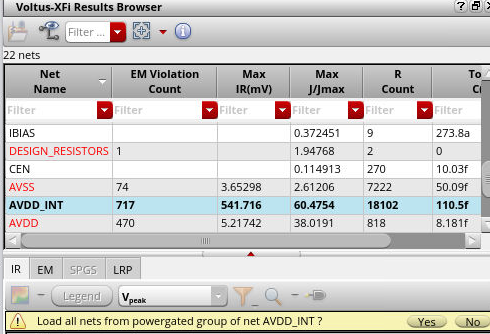 Voltus-XFi Results Browser
Filter ...
22 nets
Net Name EM Violation Count Max IR(mV) Max J/Jmax R Count
Filter Filter Filter Filter Filter Filter
IBIAS 0.372451 9 273.8a
DESIGN_RESISTORS 1 1.94768 2 0
CEN 0.114913 270 10.03f
AVSS 74 3.65298 2.61206 7222 50.09f
AVDD_INT 717 541.716 60.4754 18102 110.5f
AVDD 470 5.21742 38.0191 818 8.181f
IR EM SPGS LRP
Legend Vpeak
Load all nets from powergated group of net AVDD_INT ? Yes No